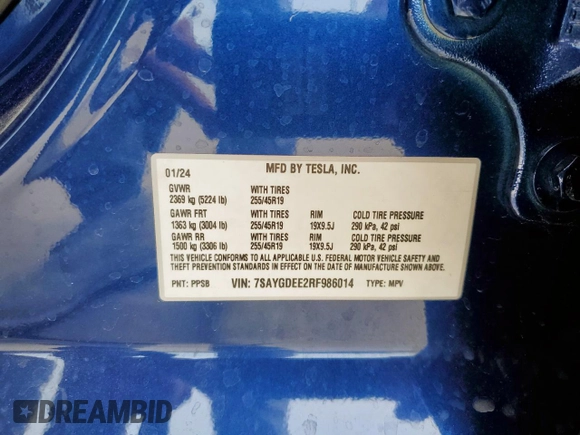 01/24 MFD BY TESLA, INC.
GVWR WITH TIRES
2369 kg (5224 lb) 255/45R19
GAWR FRT WITH TIRES RIM COLD TIRE PRESSURE
1363 kg (3004 lb) 255/45R19 19X9.5J 290 kPa, 42 psi
GAWR RR WITH TIRES RIM COLD TIRE PRESSURE
1500 kg (3306 lb) 255/45R19 19X9.5J 290 kPa, 42 psi
THIS VEHICLE CONFORMS TO ALL APPLICABLE U.S. FEDERAL MOTOR VEHICLE SAFETY AND
THEFT PREVENTION STANDARDS IN EFFECT ON THE DATE OF MANUFACTURE SHOWN ABOVE.
PNT: PPSB VIN: 7SAYGDEE2RF986014 TYPE: MPV
DREAMBID